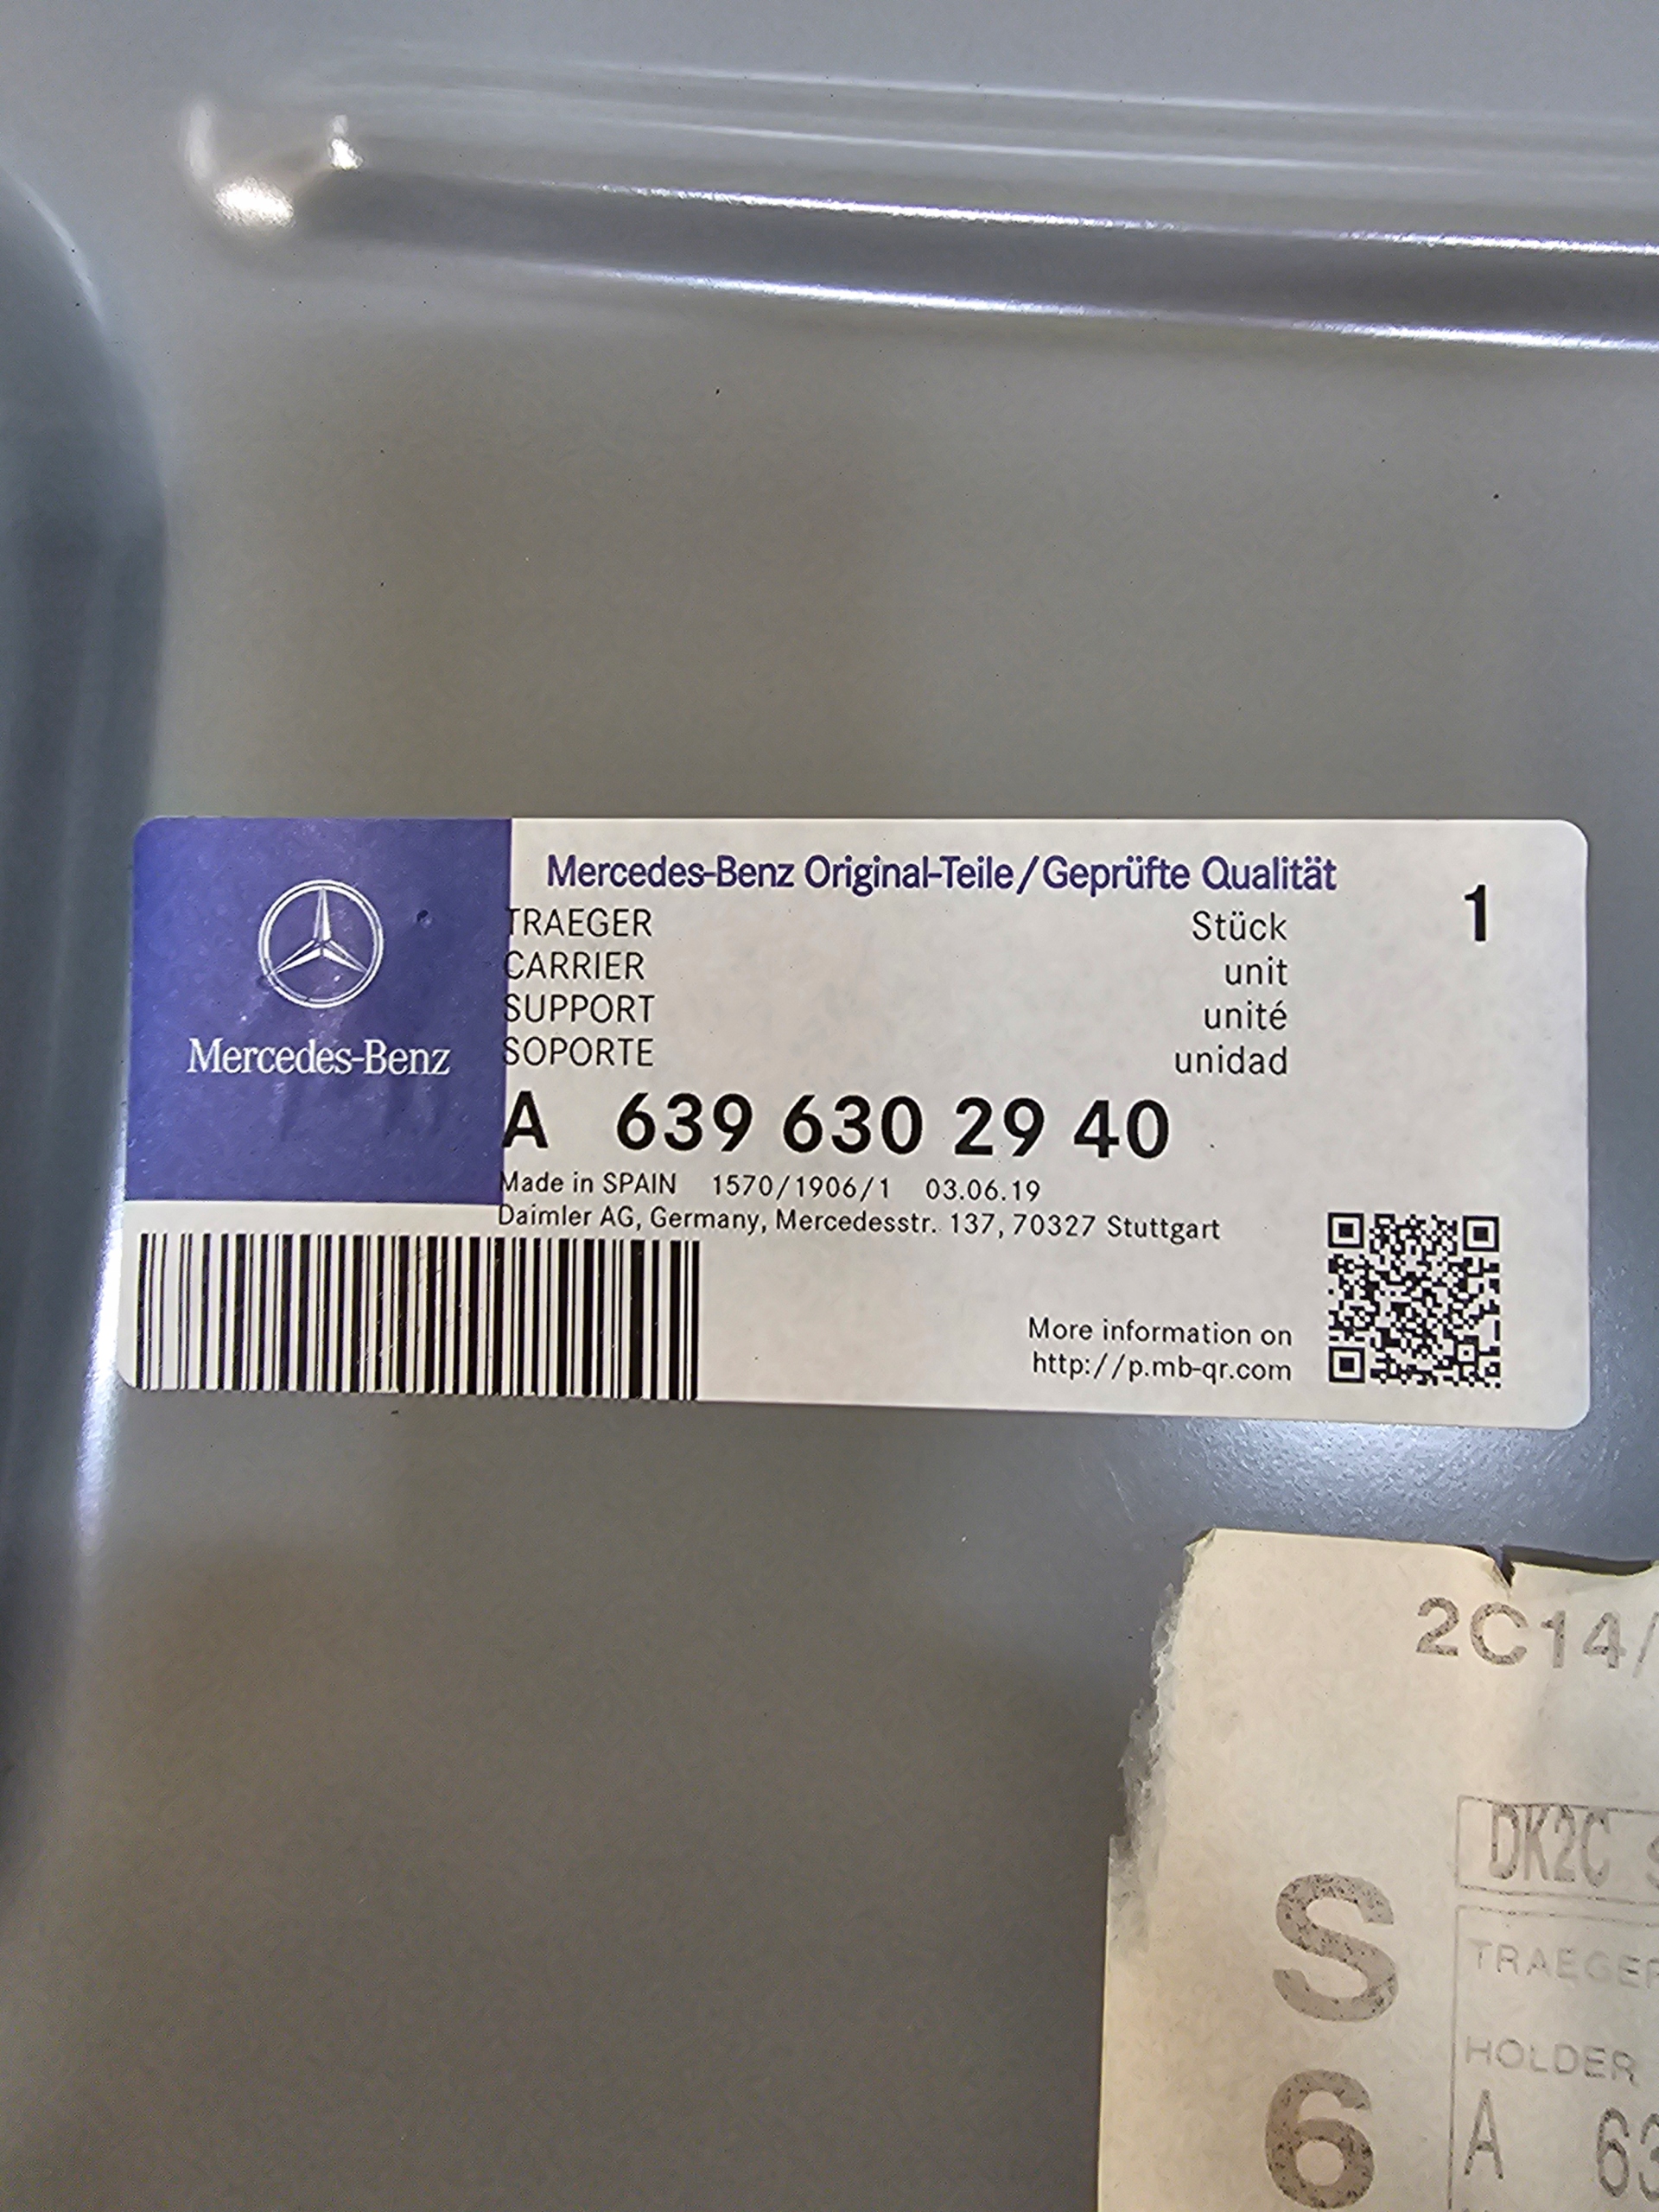 Mercedes-Benz
Mercedes-Benz Original-Teile/Geprüfte Qualität
TRAEGER
CARRIER
SUPPORT
SOPORTE
Stück 1
unit
unité
unidad
A 639 630 29 40
Made in SPAIN 1570/1906/1 03.06.19
Daimler AG, Germany, Mercedesstr. 137, 70327 Stuttgart
More information on
http://p.mb-qr.com
2C14/
DK2C
S
TRAEGER
HOLDER
6
A 63